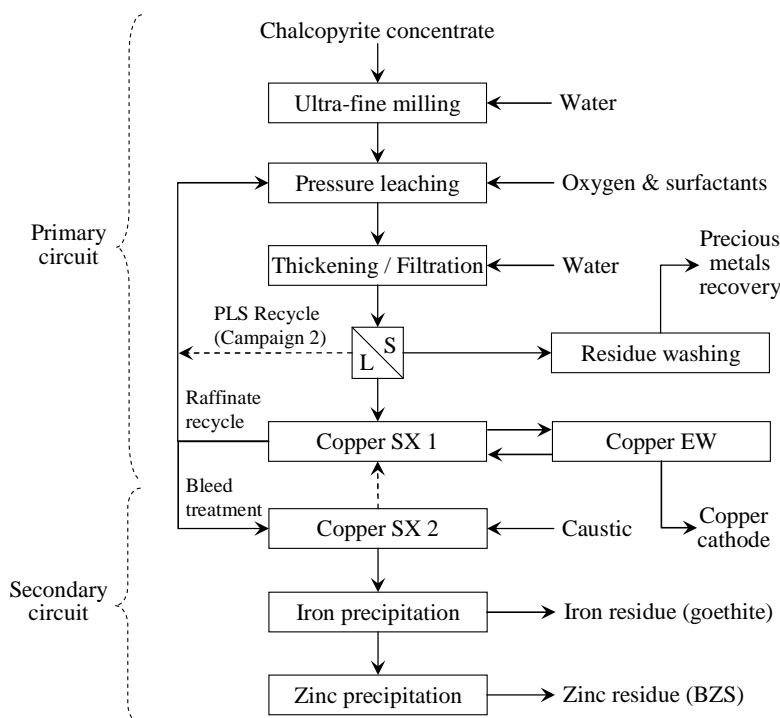 Chalcopyrite concentrate
Ultra-fine milling
Water
Pressure leaching
Oxygen & surfactants
Primary
circuit
Thickening / Filtration
Water
Precious
metals
recovery
PLS Recycle
(Campaign 2)
S
L
Residue washing
Raffinate
recycle
Copper SX 1
Copper EW
Bleed
treatment
Copper SX 2
Caustic
Copper
cathode
Secondary
circuit
Iron precipitation
Iron residue (goethite)
Zinc precipitation
Zinc residue (BZS)